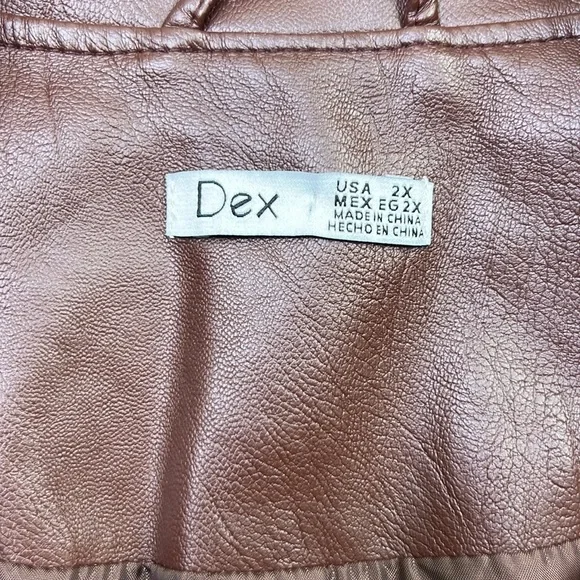 Dex
USA 2X
MEX EG 2X
MADE IN CHINA
HECHO EN CHINA